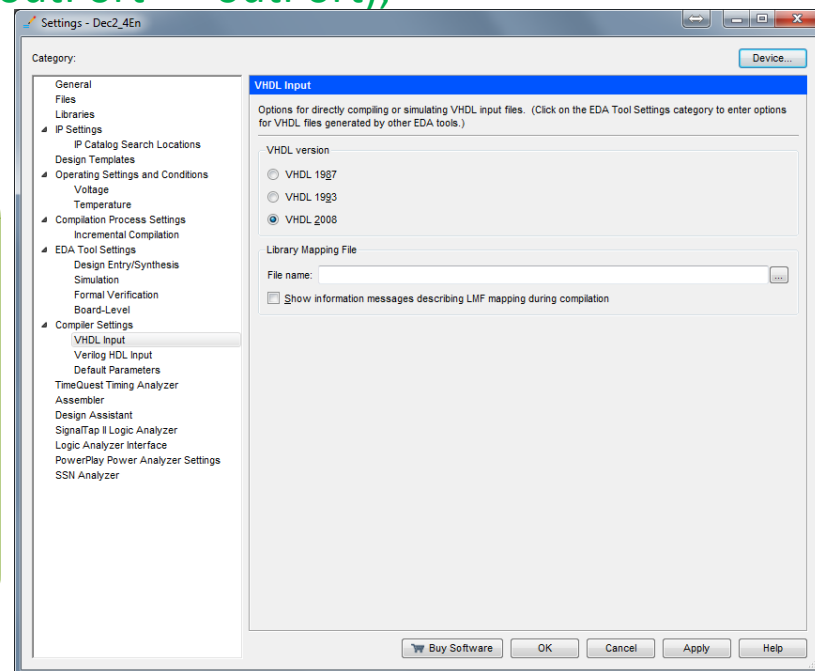 Settings - Dec2_4En
Category:
Device...
General
Files
Libraries
IP Settings
IP Catalog Search Locations
Design Templates
Operating Settings and Conditions
Voltage
Temperature
Compilation Process Settings
Incremental Compilation
EDA Tool Settings
Design Entry/Synthesis
Simulation
Formal Verification
Board-Level
Compiler Settings
VHDL Input
Verilog HDL Input
Default Parameters
TimeQuest Timing Analyzer
Assembler
Design Assistant
SignalTap II Logic Analyzer
Logic Analyzer Interface
PowerPlay Power Analyzer Settings
SSN Analyzer
VHDL Input
Options for directly compiling or simulating VHDL input files. (Click on the EDA Tool Settings category to enter options
for VHDL files generated by other EDA tools.)
VHDL version
VHDL 1987
VHDL 1993
VHDL 2008
Library Mapping File
File name:
...
Show information messages describing LMF mapping during compilation
Buy Software
OK
Cancel
Apply
Help